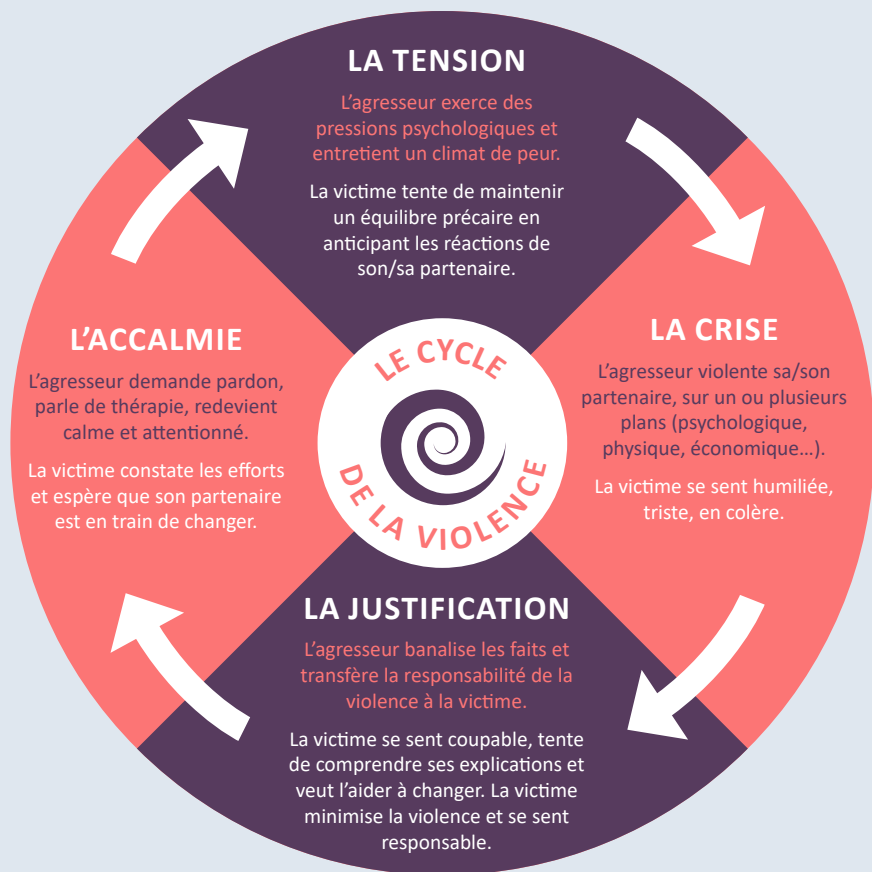 LA TENSION
L'agresseur exerce des
pressions psychologiques et
entretient un climat de peur.
La victime tente de maintenir
un équilibre précaire en
anticipant les réactions de
son/sa partenaire.
LA CRISE
L'agresseur violente sa/son
partenaire, sur un ou plusieurs
plans (psychologique,
physique, économique…).
La victime se sent humiliée,
triste, en colère.
LA JUSTIFICATION
L'agresseur banalise les faits et
transfère la responsabilité de la
violence à la victime.
La victime se sent coupable, tente
de comprendre ses explications et
veut l'aider à changer. La victime
minimise la violence et se sent
responsable.
L'ACCALMIE
L'agresseur demande pardon,
parle de thérapie, redevient
calme et attentionné.
La victime constate les efforts
et espère que son partenaire
est en train de changer.
LE CYCLE
DE LA VIOLENCE